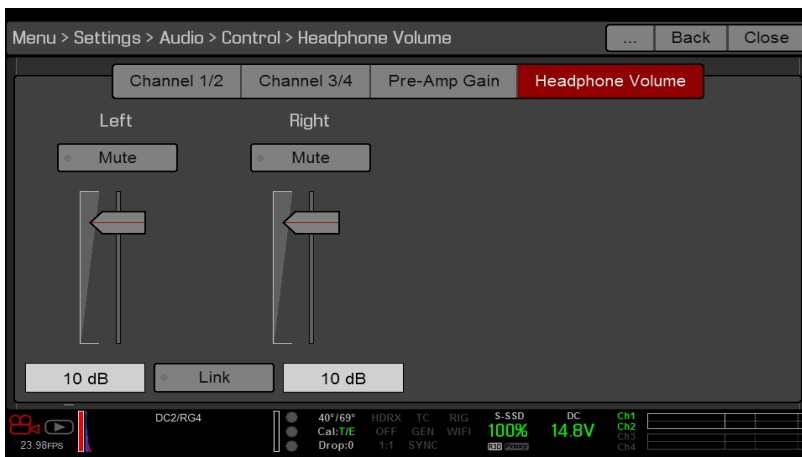 Menu > Settings > Audio > Control > Headphone Volume ... Back Close
Channel 1/2 Channel 3/4 Pre-Amp Gain Headphone Volume
Left Right
Mute Mute
10 dB Link 10 dB
DC2/RG4 40°/69° HDRX TC RIG S-SSD DC Ch1
Cal:T/E OFF GEN WIFI 100% 14.8V Ch2
23.98FPS Drop:0 1:1 SYNC R3D Proxy Ch3
Ch4